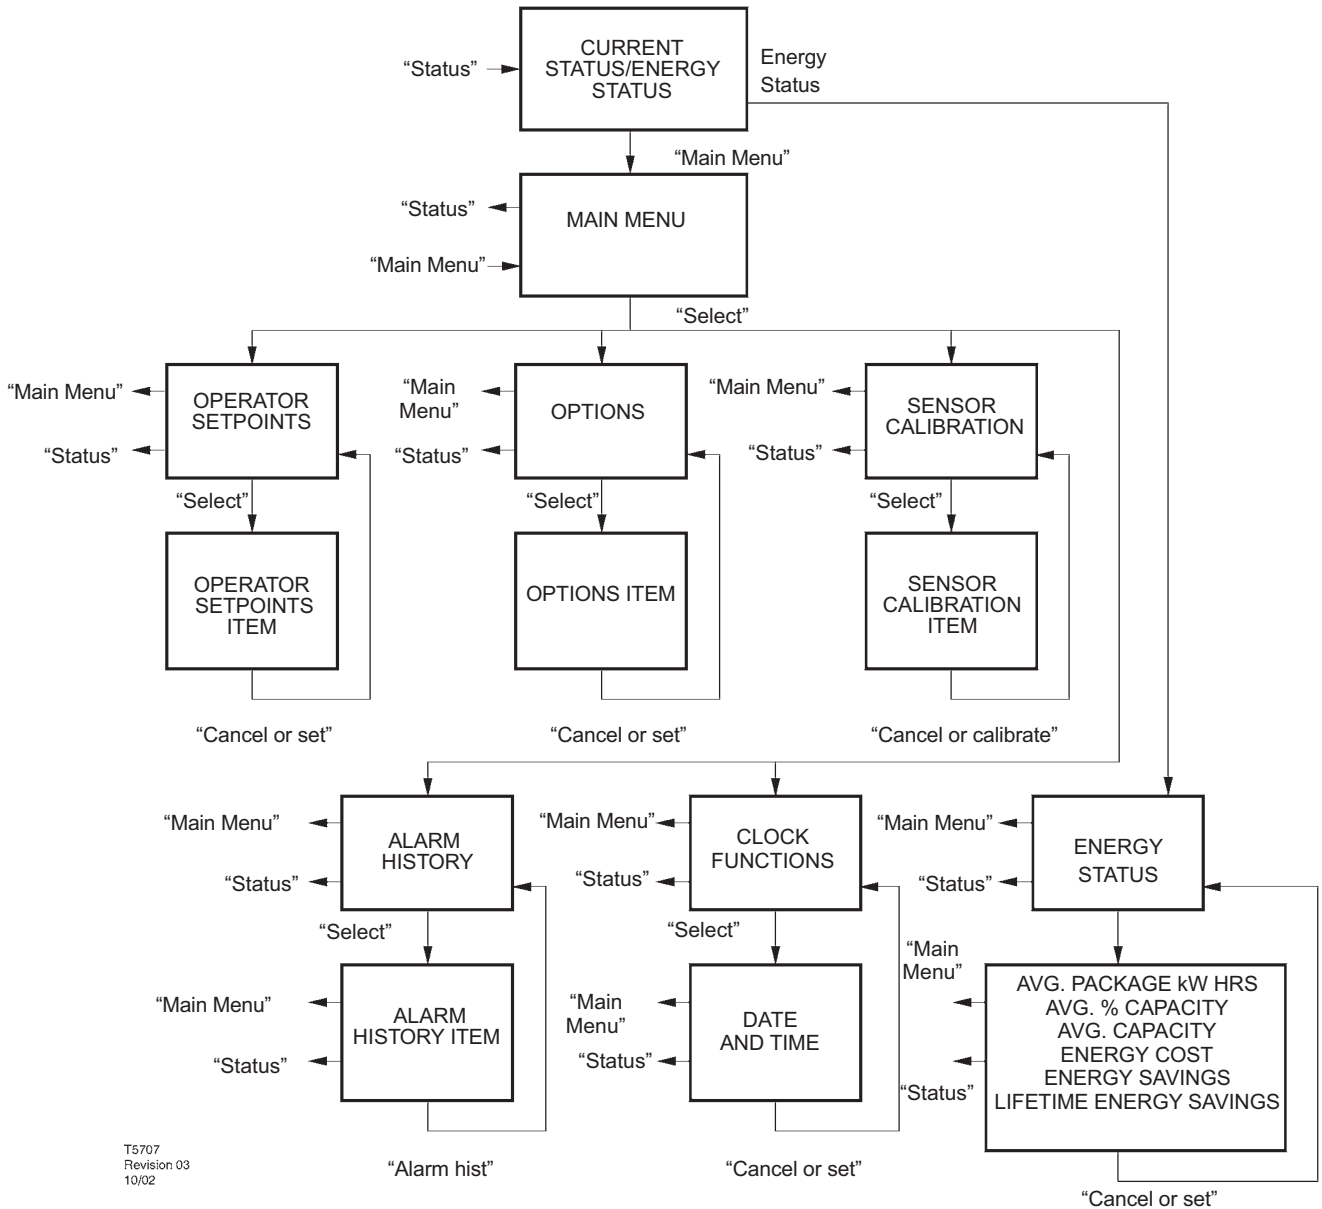 CURRENT
STATUS/ENERGY
STATUS
“Status”
Energy
Status
“Main Menu”
MAIN MENU
“Status”
“Main Menu”
“Select”
OPERATOR
SETPOINTS
“Main Menu”
“Status”
“Select”
OPERATOR
SETPOINTS
ITEM
“Cancel or set”
OPTIONS
“Main
Menu”
“Status”
“Select”
OPTIONS ITEM
“Cancel or set”
SENSOR
CALIBRATION
“Main Menu”
“Status”
“Select”
SENSOR
CALIBRATION
ITEM
“Cancel or calibrate”
ALARM
HISTORY
“Main Menu”
“Status”
“Select”
ALARM
HISTORY ITEM
“Main Menu”
“Status”
“Alarm hist”
CLOCK
FUNCTIONS
“Main Menu”
“Status”
“Select”
DATE
AND TIME
“Main
Menu”
“Status”
“Cancel or set”
ENERGY
STATUS
“Main Menu”
“Status”
“Main
Menu”
“Status”
AVG. PACKAGE kW HRS
AVG. % CAPACITY
AVG. CAPACITY
ENERGY COST
ENERGY SAVINGS
LIFETIME ENERGY SAVINGS
“Cancel or set”
T5707
Revision 03
10/02